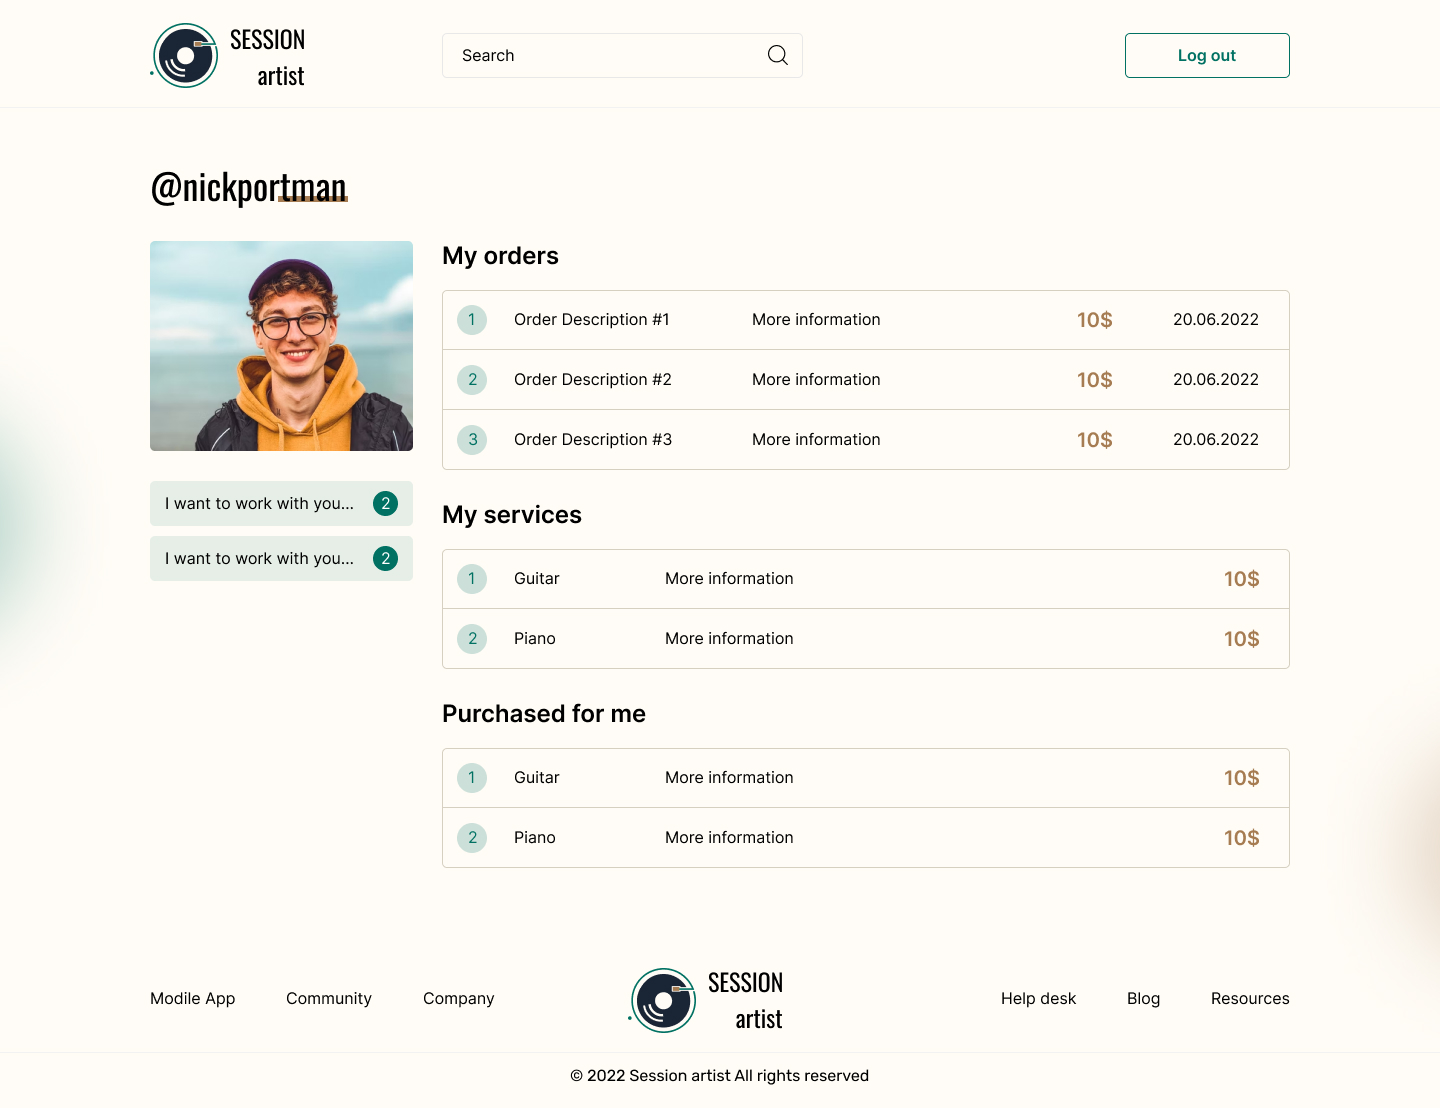 SESSION
artist
Search
Log out
@nickportman
My orders
1 Order Description #1 More information 10$ 20.06.2022
2 Order Description #2 More information 10$ 20.06.2022
3 Order Description #3 More information 10$ 20.06.2022
I want to work with you... 2
I want to work with you... 2
My services
1 Guitar More information 10$
2 Piano More information 10$
Purchased for me
1 Guitar More information 10$
2 Piano More information 10$
Modile App Community Company
SESSION
artist
Help desk Blog Resources
© 2022 Session artist All rights reserved